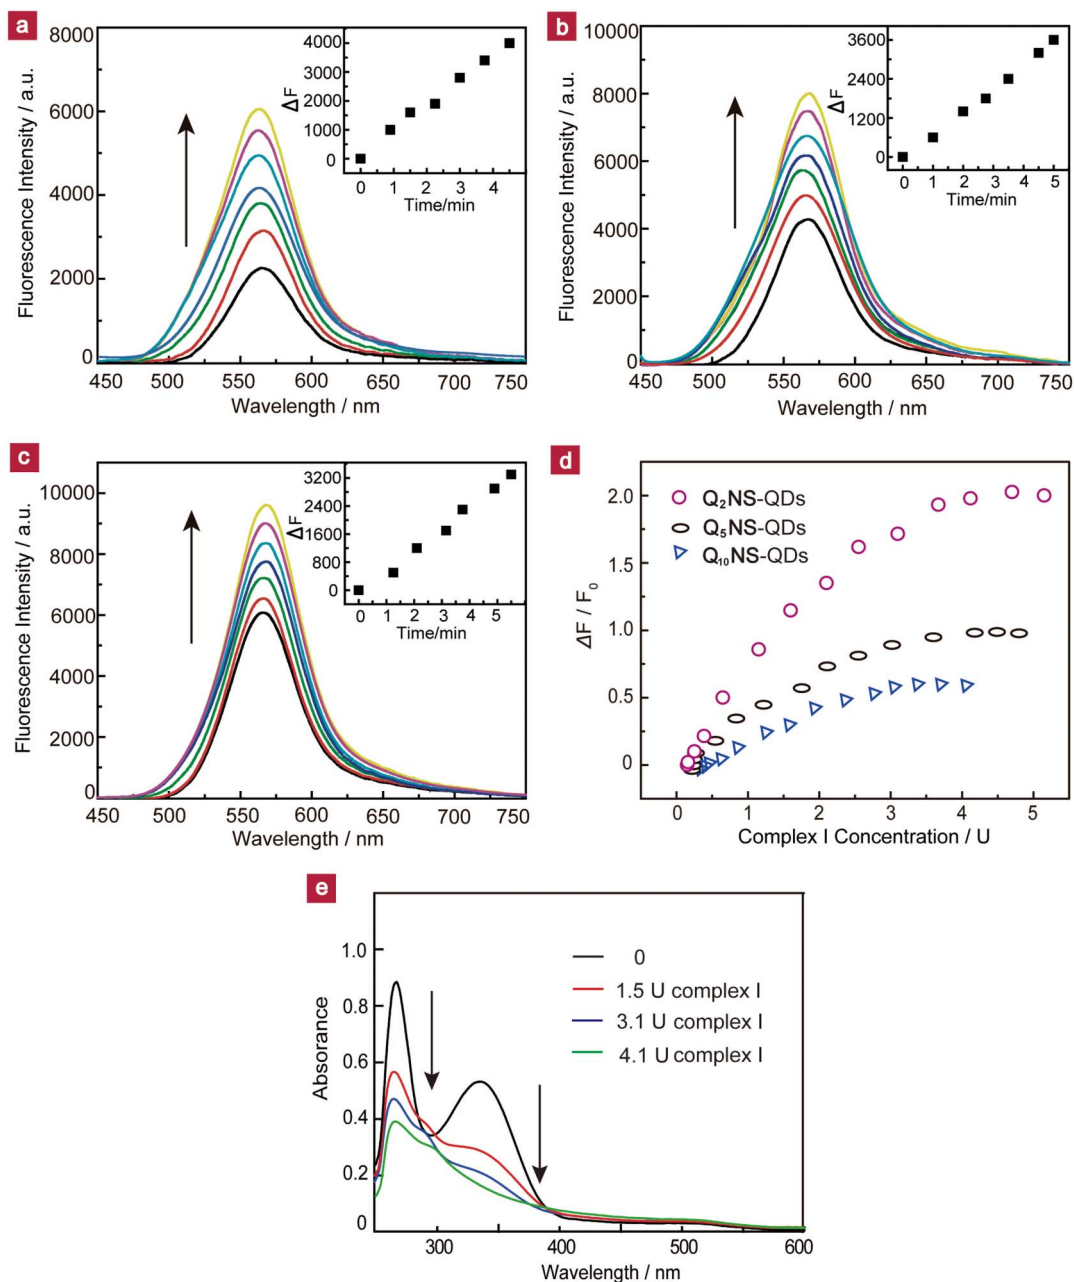 a
8000
6000
4000
2000
0
Fluorescence Intensity / a.u.
450 500 550 600 650 700 750
Wavelength / nm
4000
3000
2000
1000
0
ΔF
0 1 2 3 4
Time/min
b
10000
8000
6000
4000
2000
0
Fluorescence Intensity / a.u.
450 500 550 600 650 700 750
Wavelength / nm
3600
2400
1200
0
ΔF
0 1 2 3 4 5
Time/min
c
10000
8000
6000
4000
2000
0
Fluorescence Intensity / a.u.
450 500 550 600 650 700 750
Wavelength / nm
3200
2400
1600
800
0
ΔF
0 1 2 3 4 5
Time/min
d
2.0
1.5
1.0
0.5
0
ΔF / F₀
Q₂NS-QDs
Q₅NS-QDs
Q₁₀NS-QDs
0 1 2 3 4 5
Complex I Concentration / U
e
1.0
0.8
0.6
0.4
0.2
0
Absorance
0
1.5 U complex I
3.1 U complex I
4.1 U complex I
300 400 500 600
Wavelength / nm